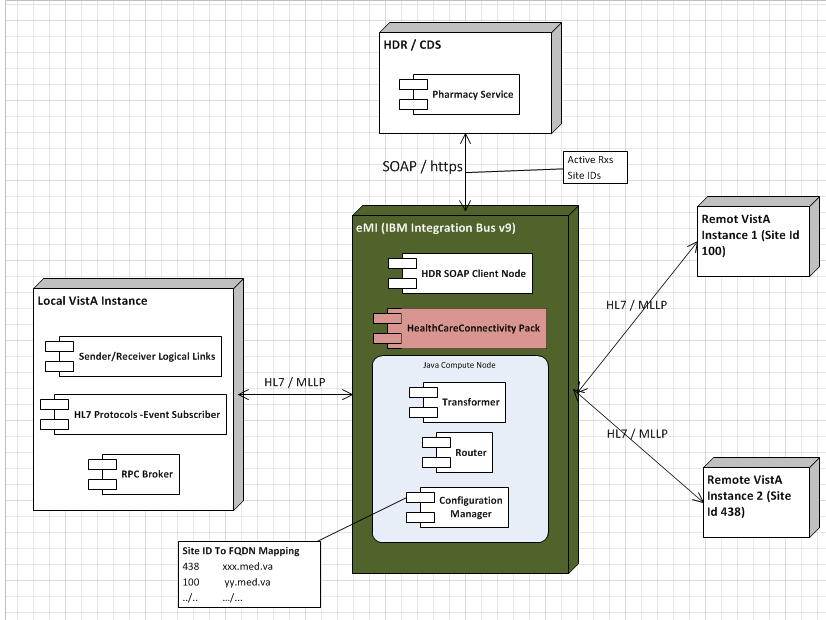 HDR / CDS
Pharmacy Service
SOAP / https
Active Rxs
Site IDs
eMI (IBM Integration Bus v9)
HDR SOAP Client Node
HealthCareConnectivity Pack
Java Compute Node
Transformer
Router
Configuration
Manager
Remot VistA
Instance 1 (Site Id
100)
HL7 / MLLP
Local VistA Instance
Sender/Receiver Logical Links
HL7 Protocols -Event Subscriber
RPC Broker
HL7 / MLLP
HL7 / MLLP
Remote VistA
Instance 2 (Site
Id 438)
Site ID To FQDN Mapping
438 xxx.med.va
100 yy.med.va
../.. .../...